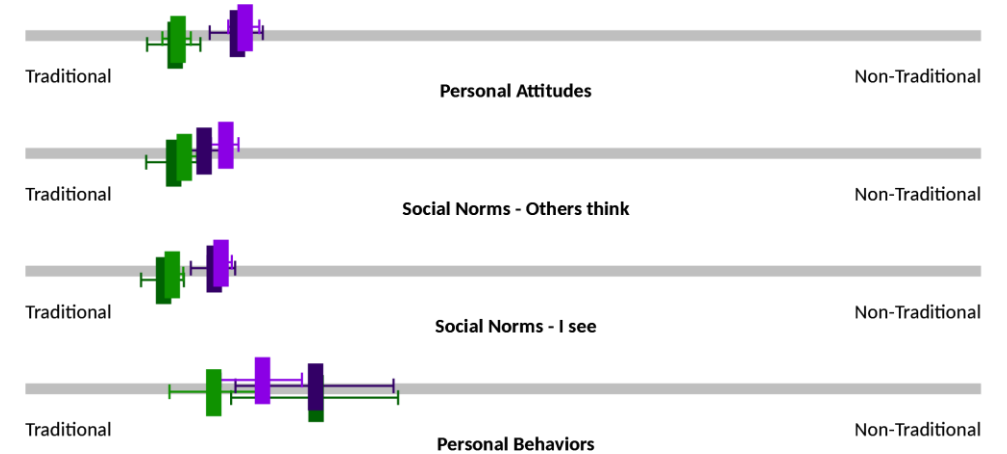 Traditional
Non-Traditional
Personal Attitudes
Traditional
Non-Traditional
Social Norms - Others think
Traditional
Non-Traditional
Social Norms - I see
Traditional
Non-Traditional
Personal Behaviors